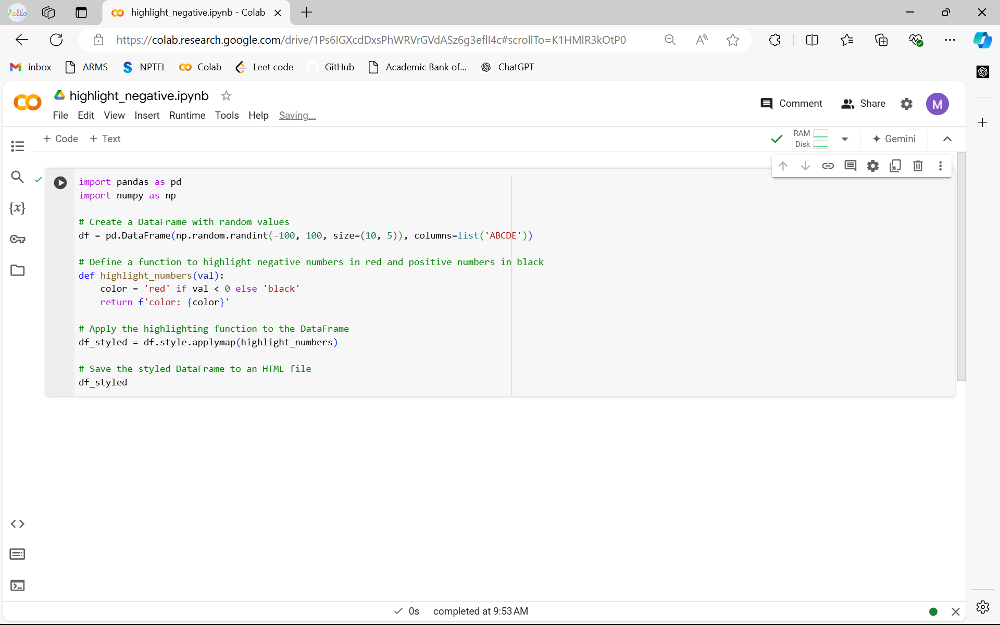 hello
highlight_negative.ipynb - Colab
https://colab.research.google.com/drive/1Ps6IGXcdDxsPhWRVrGVdASz6g3eflI4c#scrollTo=K1HMlR3kOtP0
inbox ARMS NPTEL Colab Leet code GitHub Academic Bank of... ChatGPT
highlight_negative.ipynb
Comment Share M
File Edit View Insert Runtime Tools Help Saving...
+ Code + Text
RAM
Disk
Gemini
{x}
import pandas as pd
import numpy as np
# Create a DataFrame with random values
df = pd.DataFrame(np.random.randint(-100, 100, size=(10, 5)), columns=list('ABCDE'))
# Define a function to highlight negative numbers in red and positive numbers in black
def highlight_numbers(val):
    color = 'red' if val < 0 else 'black'
    return f'color: {color}'
# Apply the highlighting function to the DataFrame
df_styled = df.style.applymap(highlight_numbers)
# Save the styled DataFrame to an HTML file
df_styled
0s completed at 9:53 AM